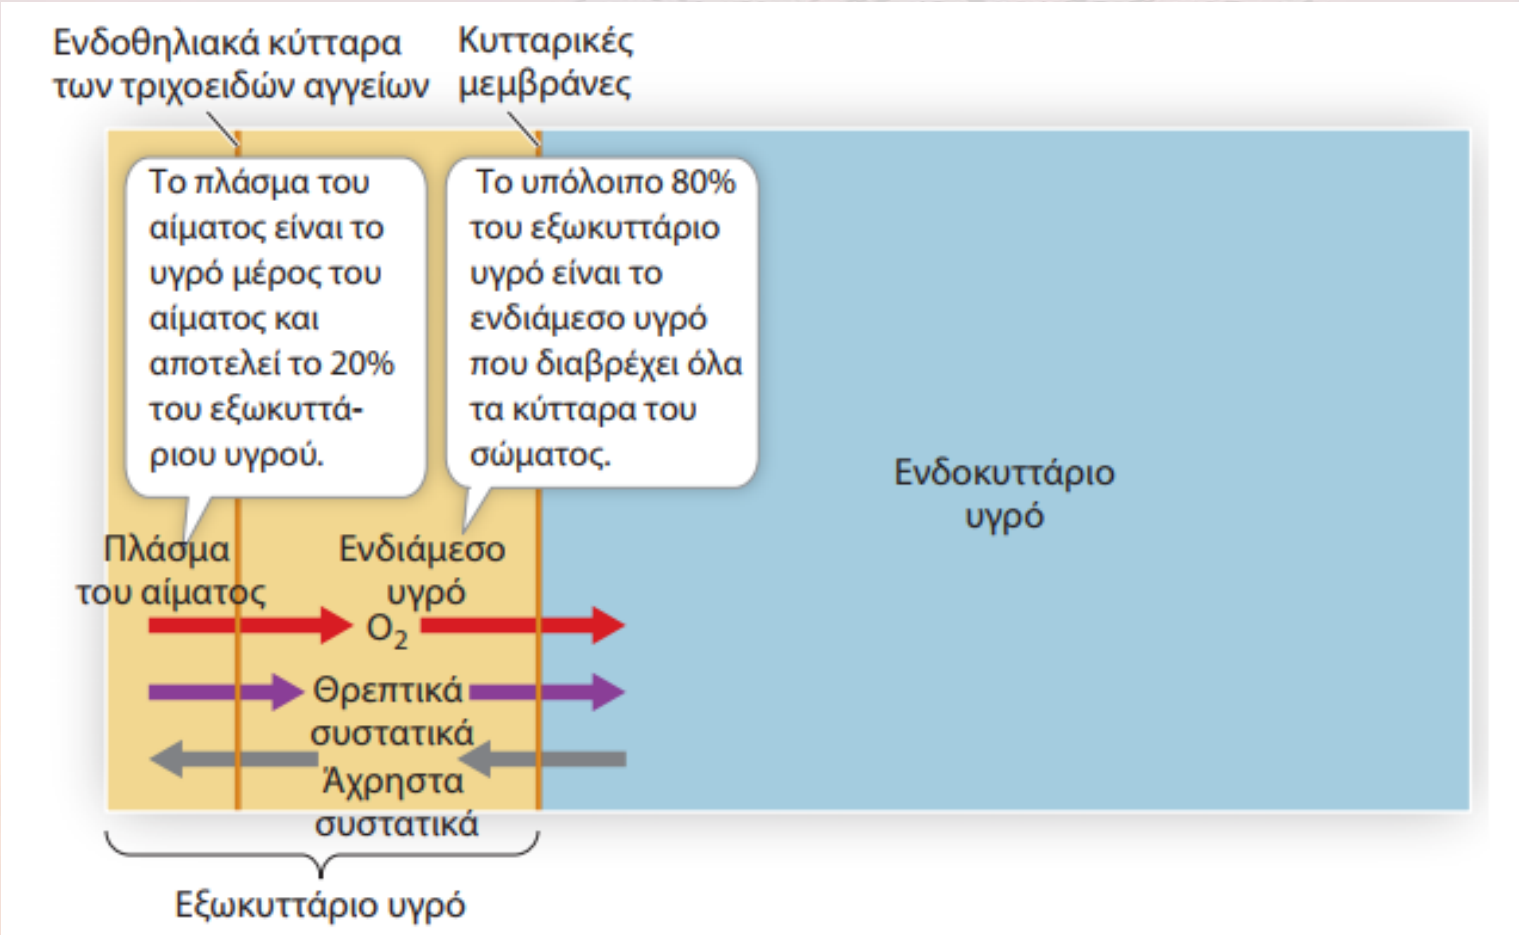 Ενδοθηλιακά κύτταρα
των τριχοειδών αγγείων
Κυτταρικές
μεμβράνες
Το πλάσμα του
αίματος είναι το
υγρό μέρος του
αίματος και
αποτελεί το 20%
του εξωκυττά-
ριου υγρού.
Το υπόλοιπο 80%
του εξωκυττάριο
υγρό είναι το
ενδιάμεσο υγρό
που διαβρέχει όλα
τα κύτταρα του
σώματος.
Ενδοκυττάριο
υγρό
Πλάσμα
του αίματος
Ενδιάμεσο
υγρό
O2
Θρεπτικά
συστατικά
Άχρηστα
συστατικά
Εξωκυττάριο υγρό